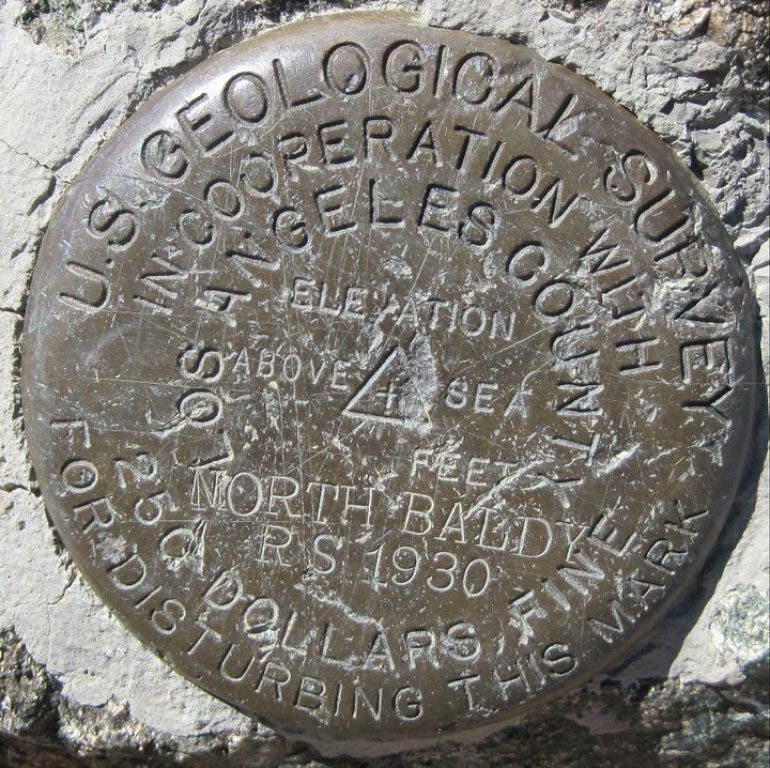 U.S. GEOLOGICAL SURVEY
IN COOPERATION WITH
LOS ANGELES COUNTY
ELEVATION
ABOVE SEA
FEET
NORTH BALDY
RS 1930
250 DOLLARS FINE
FOR DISTURBING THIS MARK